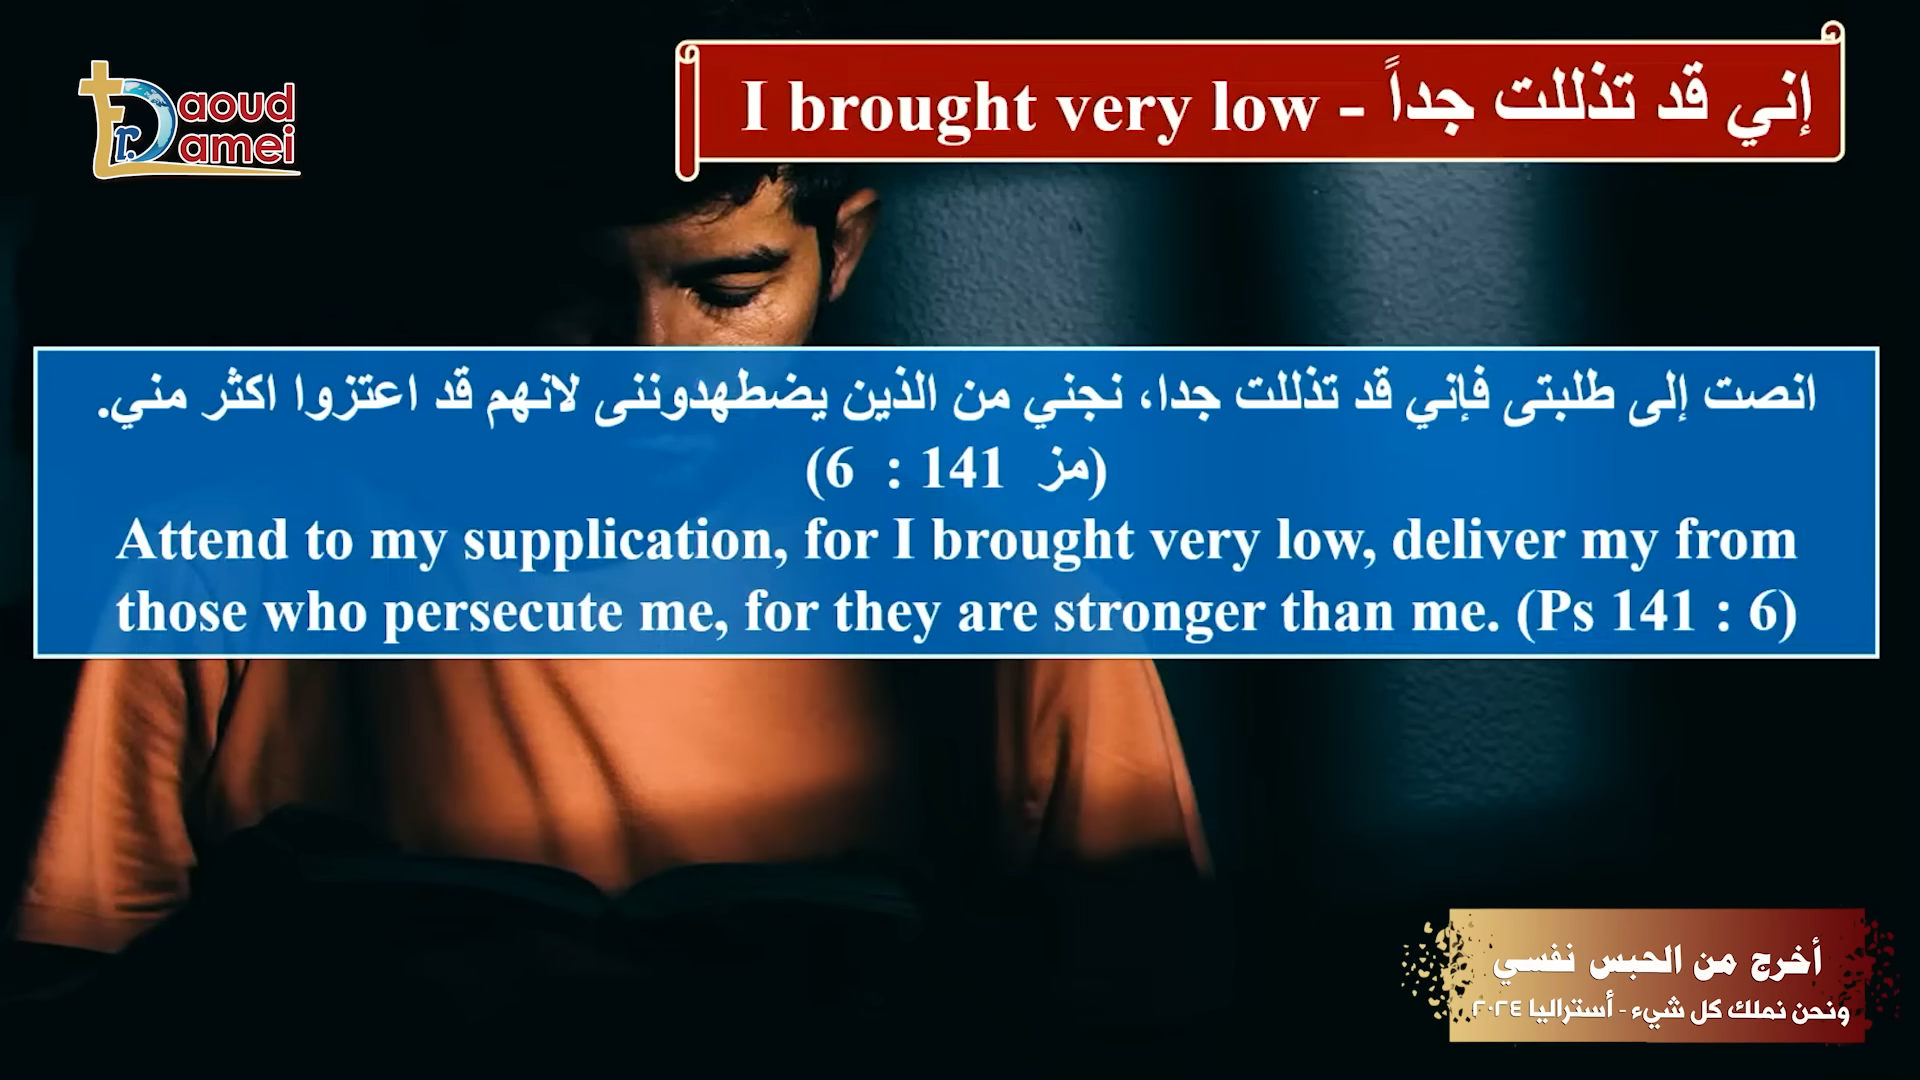 Fr. Daoud
Lamei
إني قد تذللت جداً - I brought very low
انصت إلى طلبتى فإني قد تذللت جدا، نجني من الذين يضطهدوننى لانهم قد اعتزوا اكثر مني.
(مز 141 : 6)
Attend to my supplication, for I brought very low, deliver my from
those who persecute me, for they are stronger than me. (Ps 141 : 6)
أخرج من الحبس نفسي
ونحن نملك كل شيء - أستراليا ٢٠٢٤